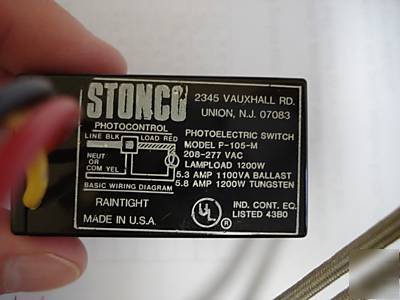 STONCO
2345 VAUXHALL RD.
UNION, N.J. 07083
PHOTOCONTROL
LINE BLK LOAD RED
NEUT
OR
COM YEL
BASIC WIRING DIAGRAM
RAINTIGHT
MADE IN U.S.A.
PHOTOELECTRIC SWITCH
MODEL P-105-M
208-277 VAC
LAMPLOAD 1200W
5.3 AMP 1100VA BALLAST
5.8 AMP 1200W TUNGSTEN
UL
®
IND. CONT. EQ.
LISTED 43B0